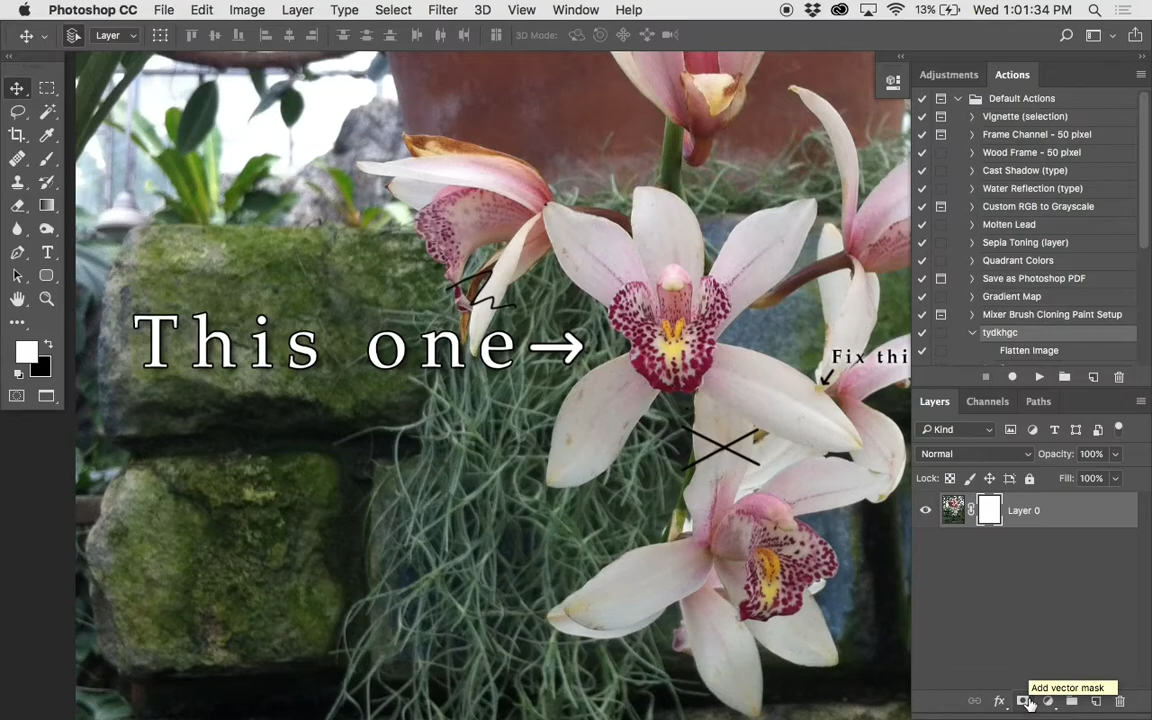 Photoshop CC File Edit Image Layer Type Select Filter 3D View Window Help 13% Wed 1:01:34 PM
Layer 3D Mode:
Adjustments Actions
Default Actions
Vignette (selection)
Frame Channel - 50 pixel
Wood Frame - 50 pixel
Cast Shadow (type)
Water Reflection (type)
Custom RGB to Grayscale
Molten Lead
Sepia Toning (layer)
Quadrant Colors
Save as Photoshop PDF
Gradient Map
Mixer Brush Cloning Paint Setup
tydkhgc
Flatten Image
This one→
Fix thi
Layers Channels Paths
Kind
Normal Opacity: 100%
Lock: Fill: 100%
Layer 0
Add vector mask
fx